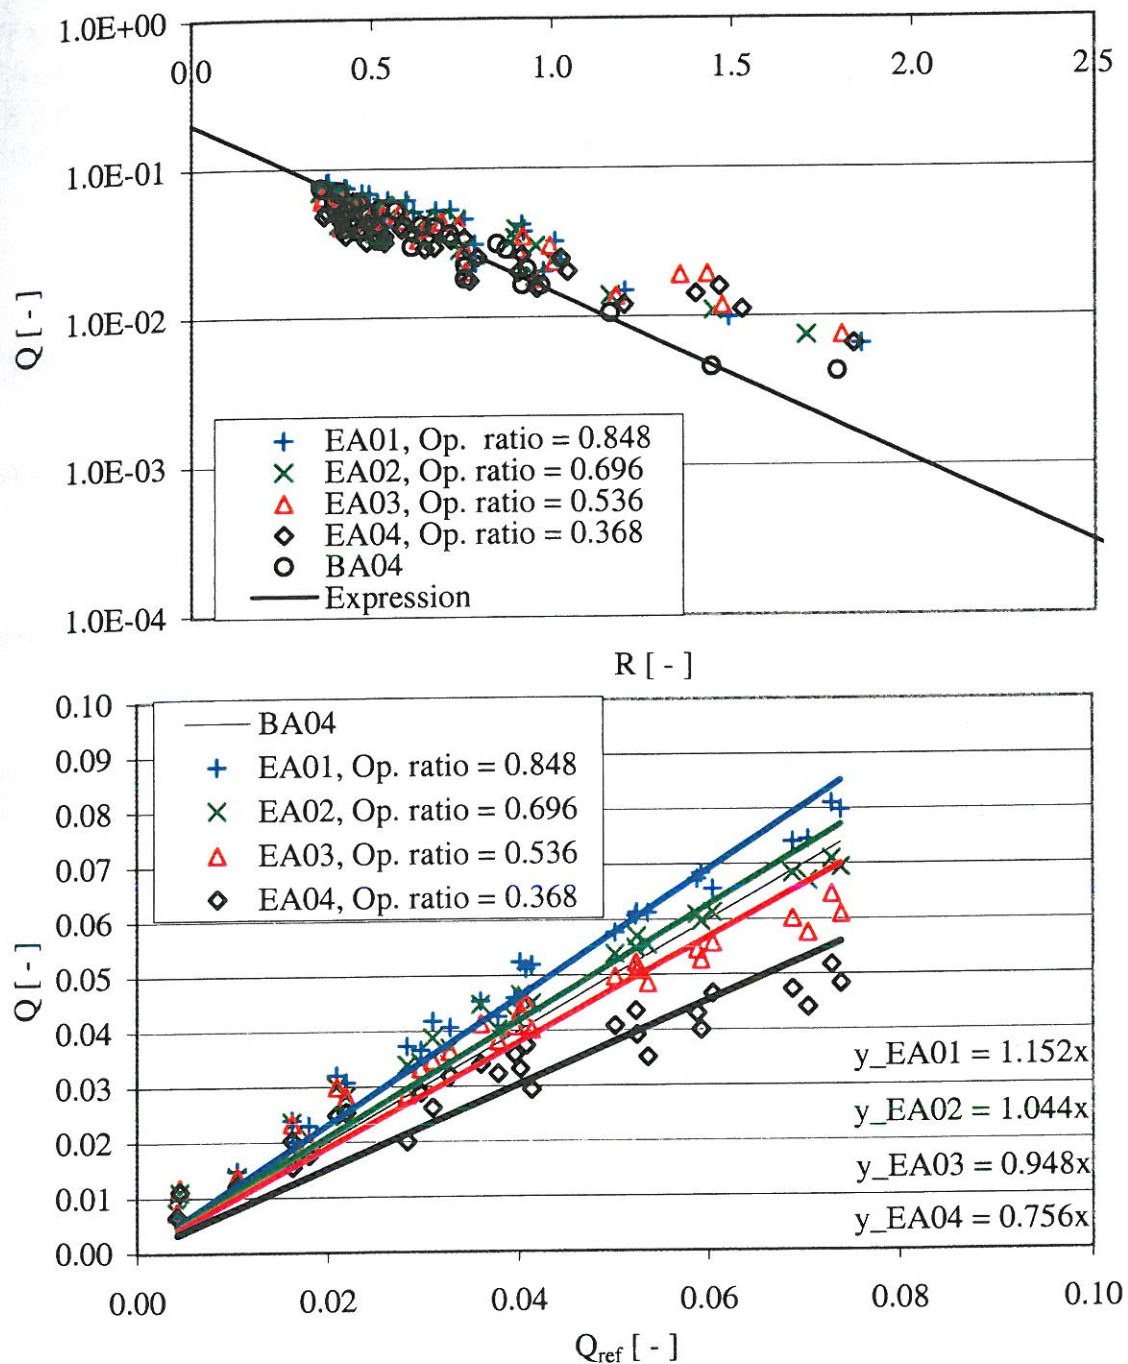 1.0E+00
0.0 0.5 1.0 1.5 2.0 2.5
1.0E-01
1.0E-02
1.0E-03
1.0E-04
Q [ - ]
EA01, Op. ratio = 0.848
EA02, Op. ratio = 0.696
EA03, Op. ratio = 0.536
EA04, Op. ratio = 0.368
BA04
Expression
R [ - ]
0.10
0.09
0.08
0.07
0.06
0.05
0.04
0.03
0.02
0.01
0.00
Q [ - ]
BA04
EA01, Op. ratio = 0.848
EA02, Op. ratio = 0.696
EA03, Op. ratio = 0.536
EA04, Op. ratio = 0.368
y_EA01 = 1.152x
y_EA02 = 1.044x
y_EA03 = 0.948x
y_EA04 = 0.756x
0.00 0.02 0.04 0.06 0.08 0.10
Qref [ - ]